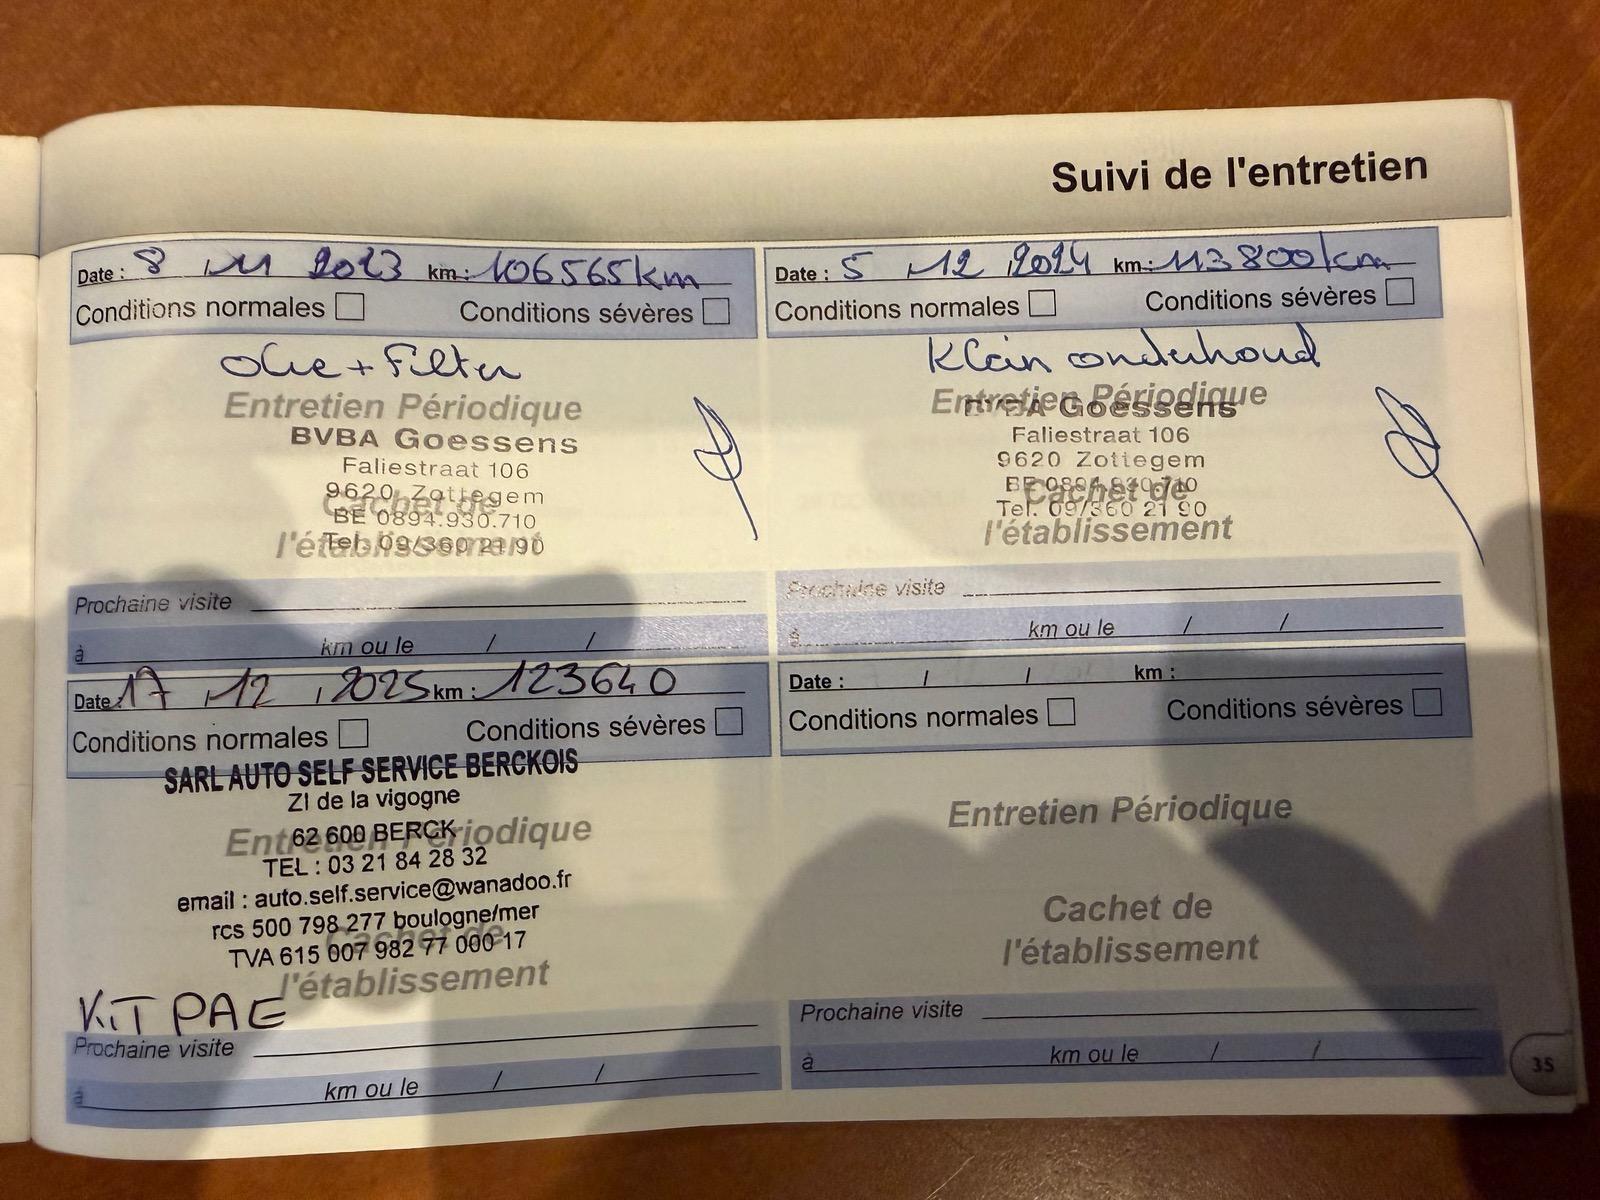 Suivi de l'entretien
Date : 8 / 11 / 2023 km : 106565km
Conditions normales Conditions sévères
olie + Filter
Entretien Périodique
BVBA Goessens
Faliestraat 106
9620 Zottegem
Cachet de
BE 0894.930.710
l'établissement
Tel. 09/360 21 90
Prochaine visite
à km ou le / /
Date : 5 / 12 / 2024 km : 113800km
Conditions normales Conditions sévères
Klein onderhoud
Entretien Périodique
BVBA Goessens
Faliestraat 106
9620 Zottegem
BE 0894.930.710
Cachet de
Tel. 09/360 21 90
l'établissement
Prochaine visite
à km ou le / /
Date : 17 / 12 / 2025 km : 123640
Conditions normales Conditions sévères
SARL AUTO SELF SERVICE BERCKOIS
ZI de la vigogne
Entretien Périodique
62 600 BERCK
TEL : 03 21 84 28 32
email : auto.self.service@wanadoo.fr
rcs 500 798 277 boulogne/mer
Cachet de
TVA 615 007 982 77 000 17
l'établissement
KiT PAE
Prochaine visite
à km ou le / /
Date : / / km :
Conditions normales Conditions sévères
Entretien Périodique
Cachet de
l'établissement
Prochaine visite
à km ou le / /
35